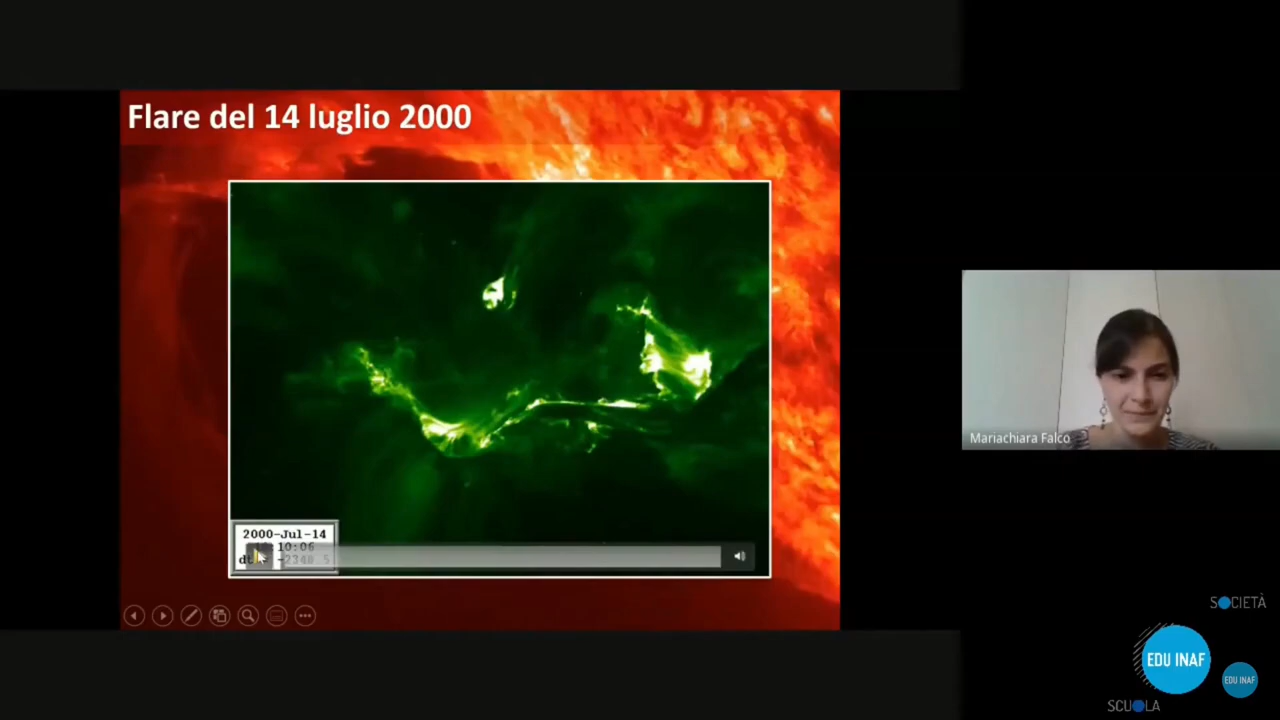 Flare del 14 luglio 2000
2000-Jul-14
10:06
Mariachiara Falco
SOCIETÀ
EDU INAF
EDU INAF
SCUOLA